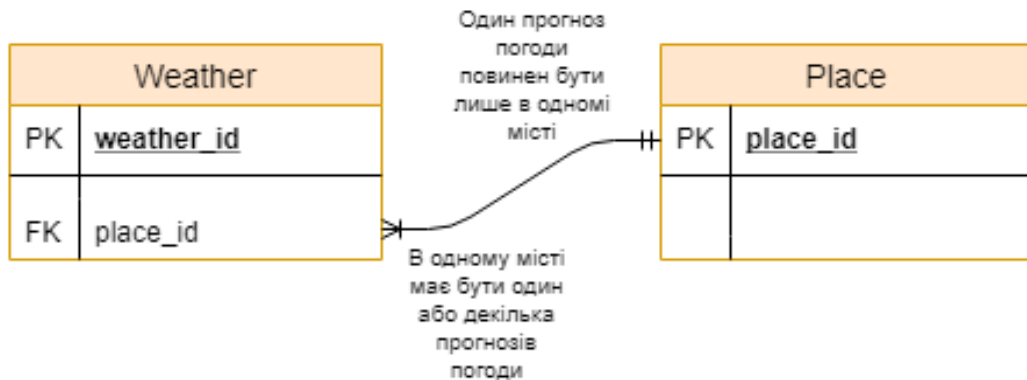 Один прогноз
погоди
повинен бути
лише в одномі
місті
Weather
PK weather_id
FK place_id
Place
PK place_id
В одному місті
має бути один
або декілька
прогнозів
погоди